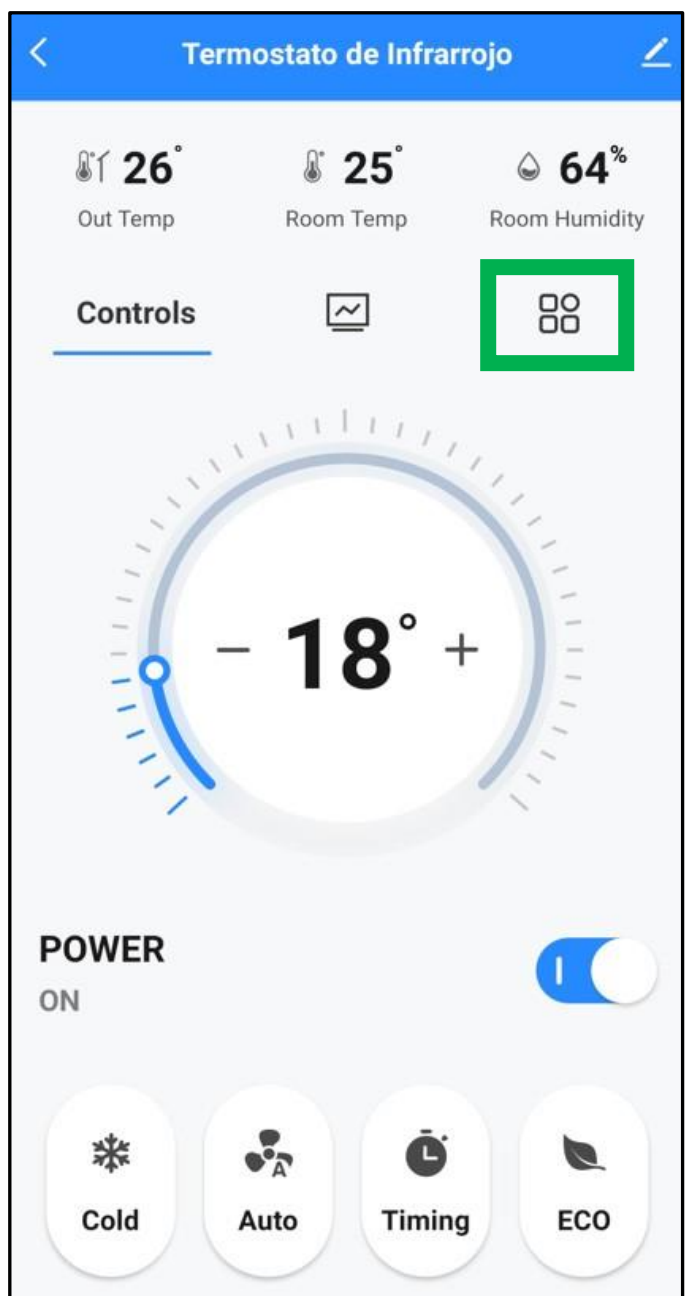 Termostato de Infrarrojo
26° 25° 64%
Out Temp Room Temp Room Humidity
Controls
− 18° +
POWER
ON
A
Cold Auto Timing ECO